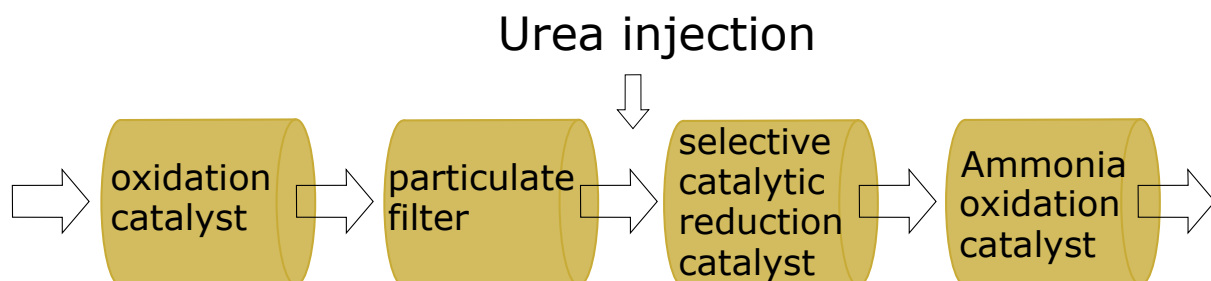 Urea injection
oxidation
catalyst
particulate
filter
selective
catalytic
reduction
catalyst
Ammonia
oxidation
catalyst